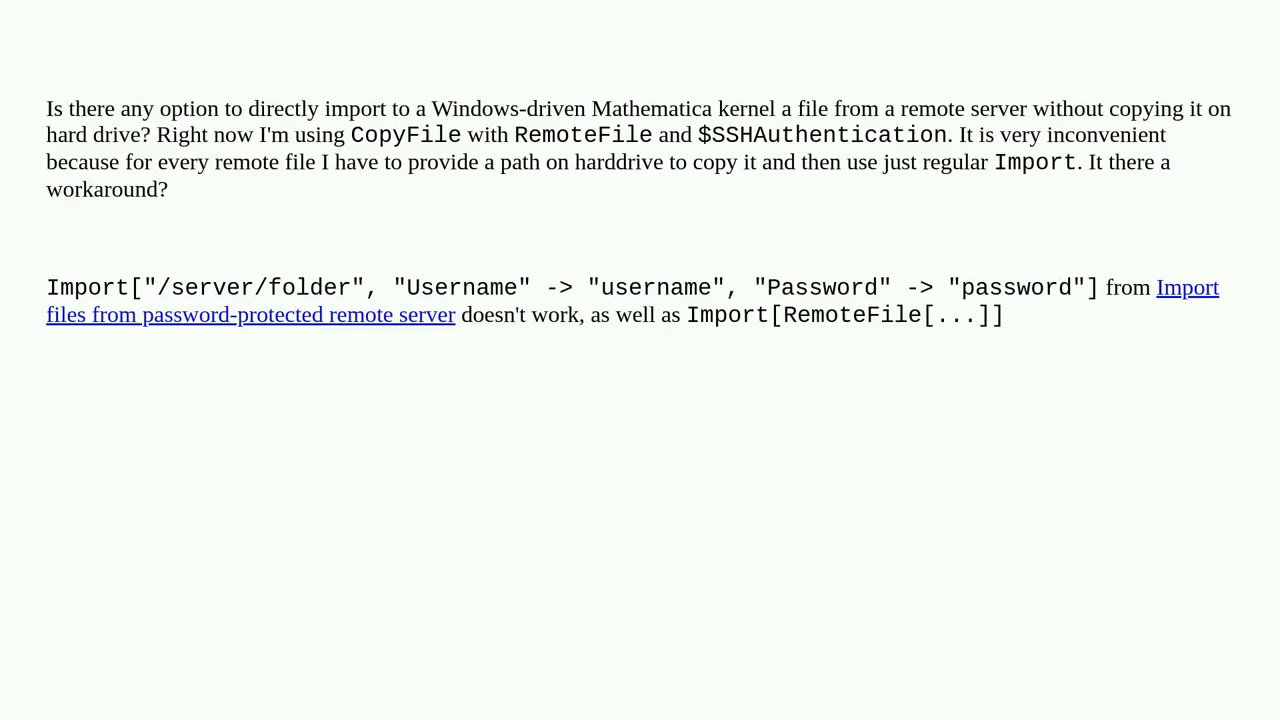 Is there any option to directly import to a Windows-driven Mathematica kernel a file from a remote server without copying it on
hard drive? Right now I'm using CopyFile with RemoteFile and $SSHAuthentication. It is very inconvenient
because for every remote file I have to provide a path on harddrive to copy it and then use just regular Import. It there a
workaround?
Import["/server/folder", "Username" -> "username", "Password" -> "password"] from Import
files from password-protected remote server doesn't work, as well as Import[RemoteFile[...]]